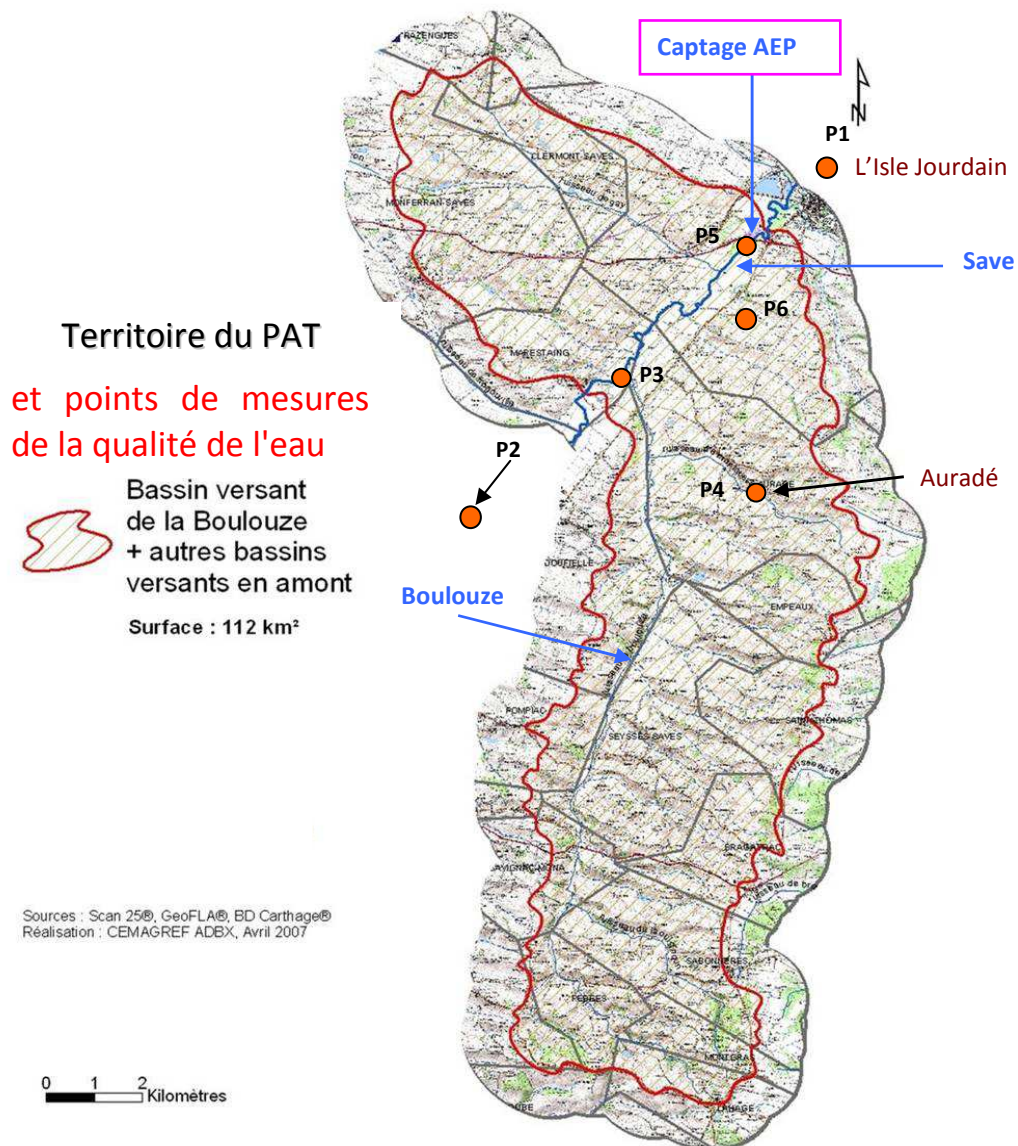 Captage AEP
P1
L'Isle Jourdain
CLERMONT-SAVES
MONFERRAN-SAVES
P5
Save
P6
Territoire du PAT
MARESTAING
P3
et points de mesures
de la qualité de l'eau
P2
P4
Auradé
Bassin versant
de la Boulouze
+ autres bassins
versants en amont
Boulouze
EMPEAUX
Surface : 112 km²
POMPIAC
SEYSSES-SAVES
BRAGAYRAC
Sources : Scan 25®, GeoFLA®, BD Carthage®
Réalisation : CEMAGREF ADBX, Avril 2007
SABONNERES
MONTGRAS
0 1 2
Kilomètres
LAHAGE